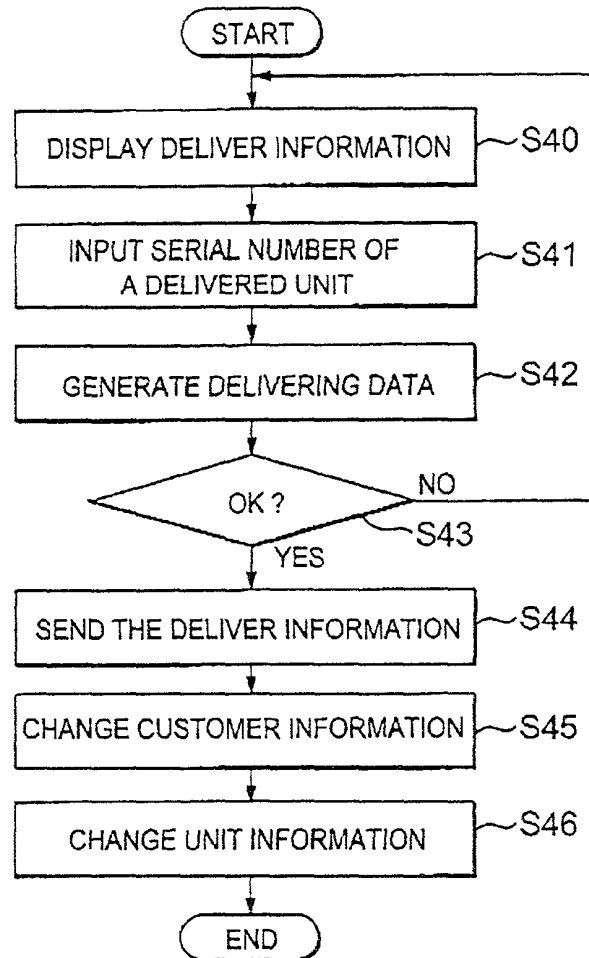 START
DISPLAY DELIVER INFORMATION
S40
INPUT SERIAL NUMBER OF
A DELIVERED UNIT
S41
GENERATE DELIVERING DATA
S42
OK ?
NO
S43
YES
SEND THE DELIVER INFORMATION
S44
CHANGE CUSTOMER INFORMATION
S45
CHANGE UNIT INFORMATION
S46
END